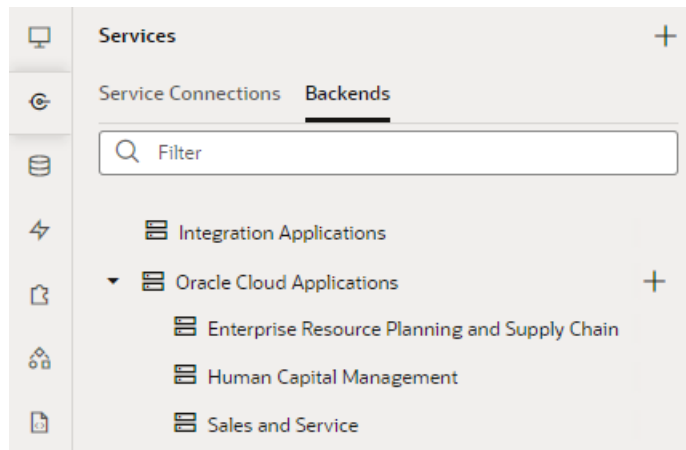 Services
Service Connections Backends
Filter
Integration Applications
Oracle Cloud Applications
Enterprise Resource Planning and Supply Chain
Human Capital Management
Sales and Service